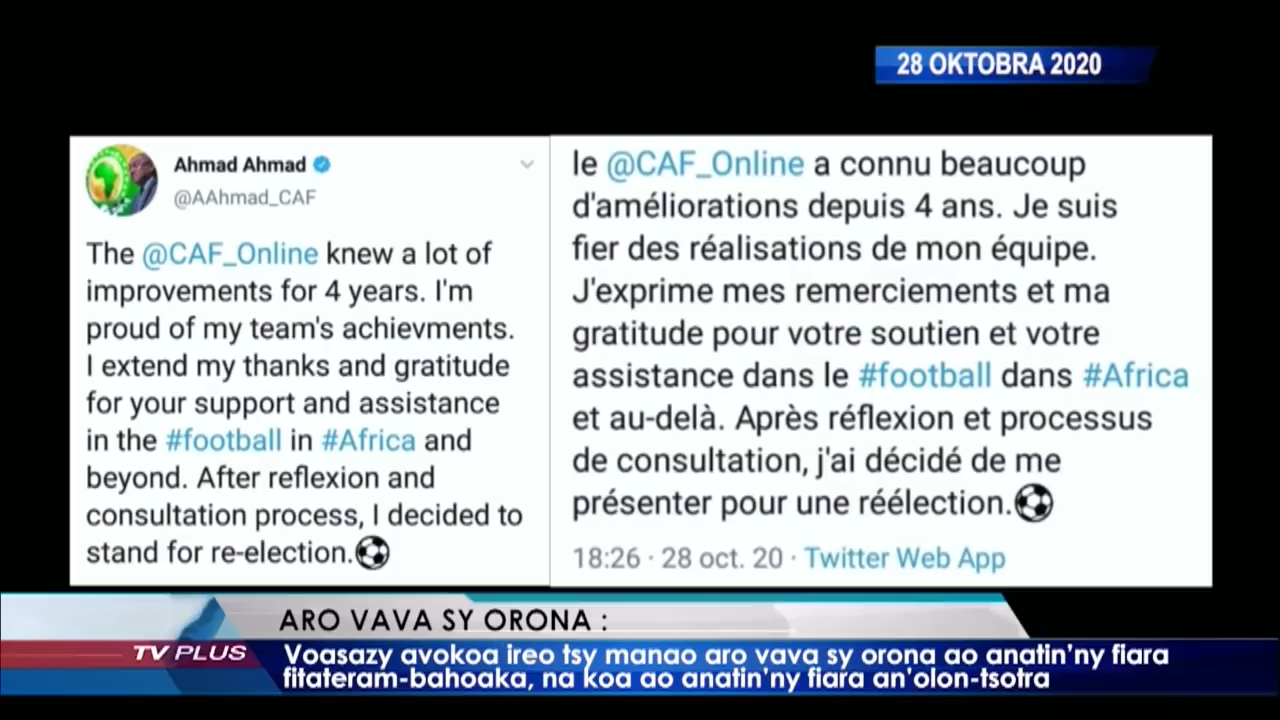 28 OKTOBRA 2020
Ahmad Ahmad
@AAhmad_CAF
The @CAF_Online knew a lot of
improvements for 4 years. I'm
proud of my team's achievments.
I extend my thanks and gratitude
for your support and assistance
in the #football in #Africa and
beyond. After reflexion and
consultation process, I decided to
stand for re-election.⚽
le @CAF_Online a connu beaucoup
d'améliorations depuis 4 ans. Je suis
fier des réalisations de mon équipe.
J'exprime mes remerciements et ma
gratitude pour votre soutien et votre
assistance dans le #football dans #Africa
et au-delà. Après réflexion et processus
de consultation, j'ai décidé de me
présenter pour une réélection.⚽
18:26 · 28 oct. 20 · Twitter Web App
ARO VAVA SY ORONA :
TV PLUS
Voasazy avokoa ireo tsy manao aro vava sy orona ao anatin'ny fiara
fitateram-bahoaka, na koa ao anatin'ny fiara an'olon-tsotra